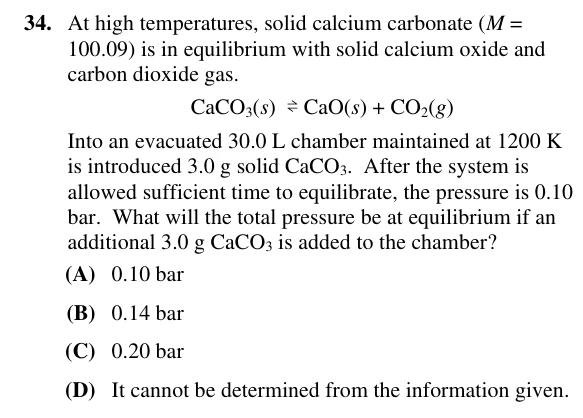 34. At high temperatures, solid calcium carbonate (M =
100.09) is in equilibrium with solid calcium oxide and
carbon dioxide gas.
CaCO₃(s) ⇌ CaO(s) + CO₂(g)
Into an evacuated 30.0 L chamber maintained at 1200 K
is introduced 3.0 g solid CaCO₃. After the system is
allowed sufficient time to equilibrate, the pressure is 0.10
bar. What will the total pressure be at equilibrium if an
additional 3.0 g CaCO₃ is added to the chamber?
(A) 0.10 bar
(B) 0.14 bar
(C) 0.20 bar
(D) It cannot be determined from the information given.